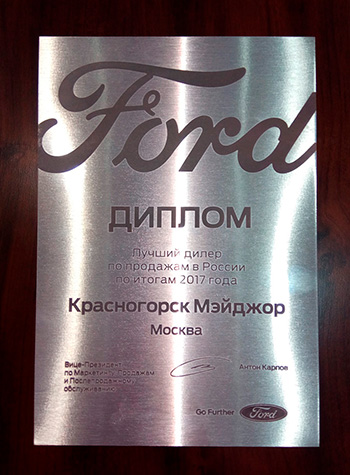 Ford
ДИПЛОМ
Лучший дилер
по продажам в России
по итогам 2017 года
Красногорск Мэйджор
Москва
Вице-Президент
по Маркетингу, Продажам
и Послепродажному
обслуживанию
Антон Карпов
Go Further Ford